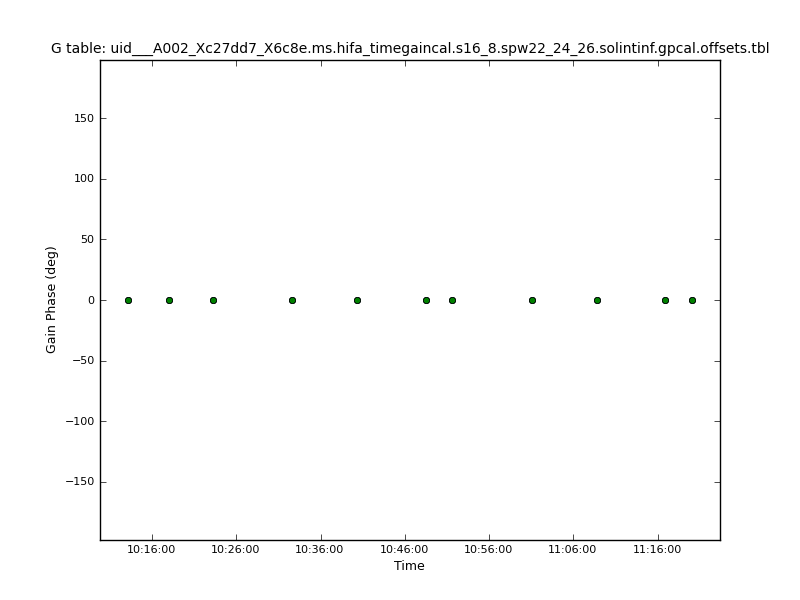 G table: uid___A002_Xc27dd7_X6c8e.ms.hifa_timegaincal.s16_8.spw22_24_26.solintinf.gpcal.offsets.tbl
150
100
50
0
−50
−100
−150
Gain Phase (deg)
10:16:00 10:26:00 10:36:00 10:46:00 10:56:00 11:06:00 11:16:00
Time